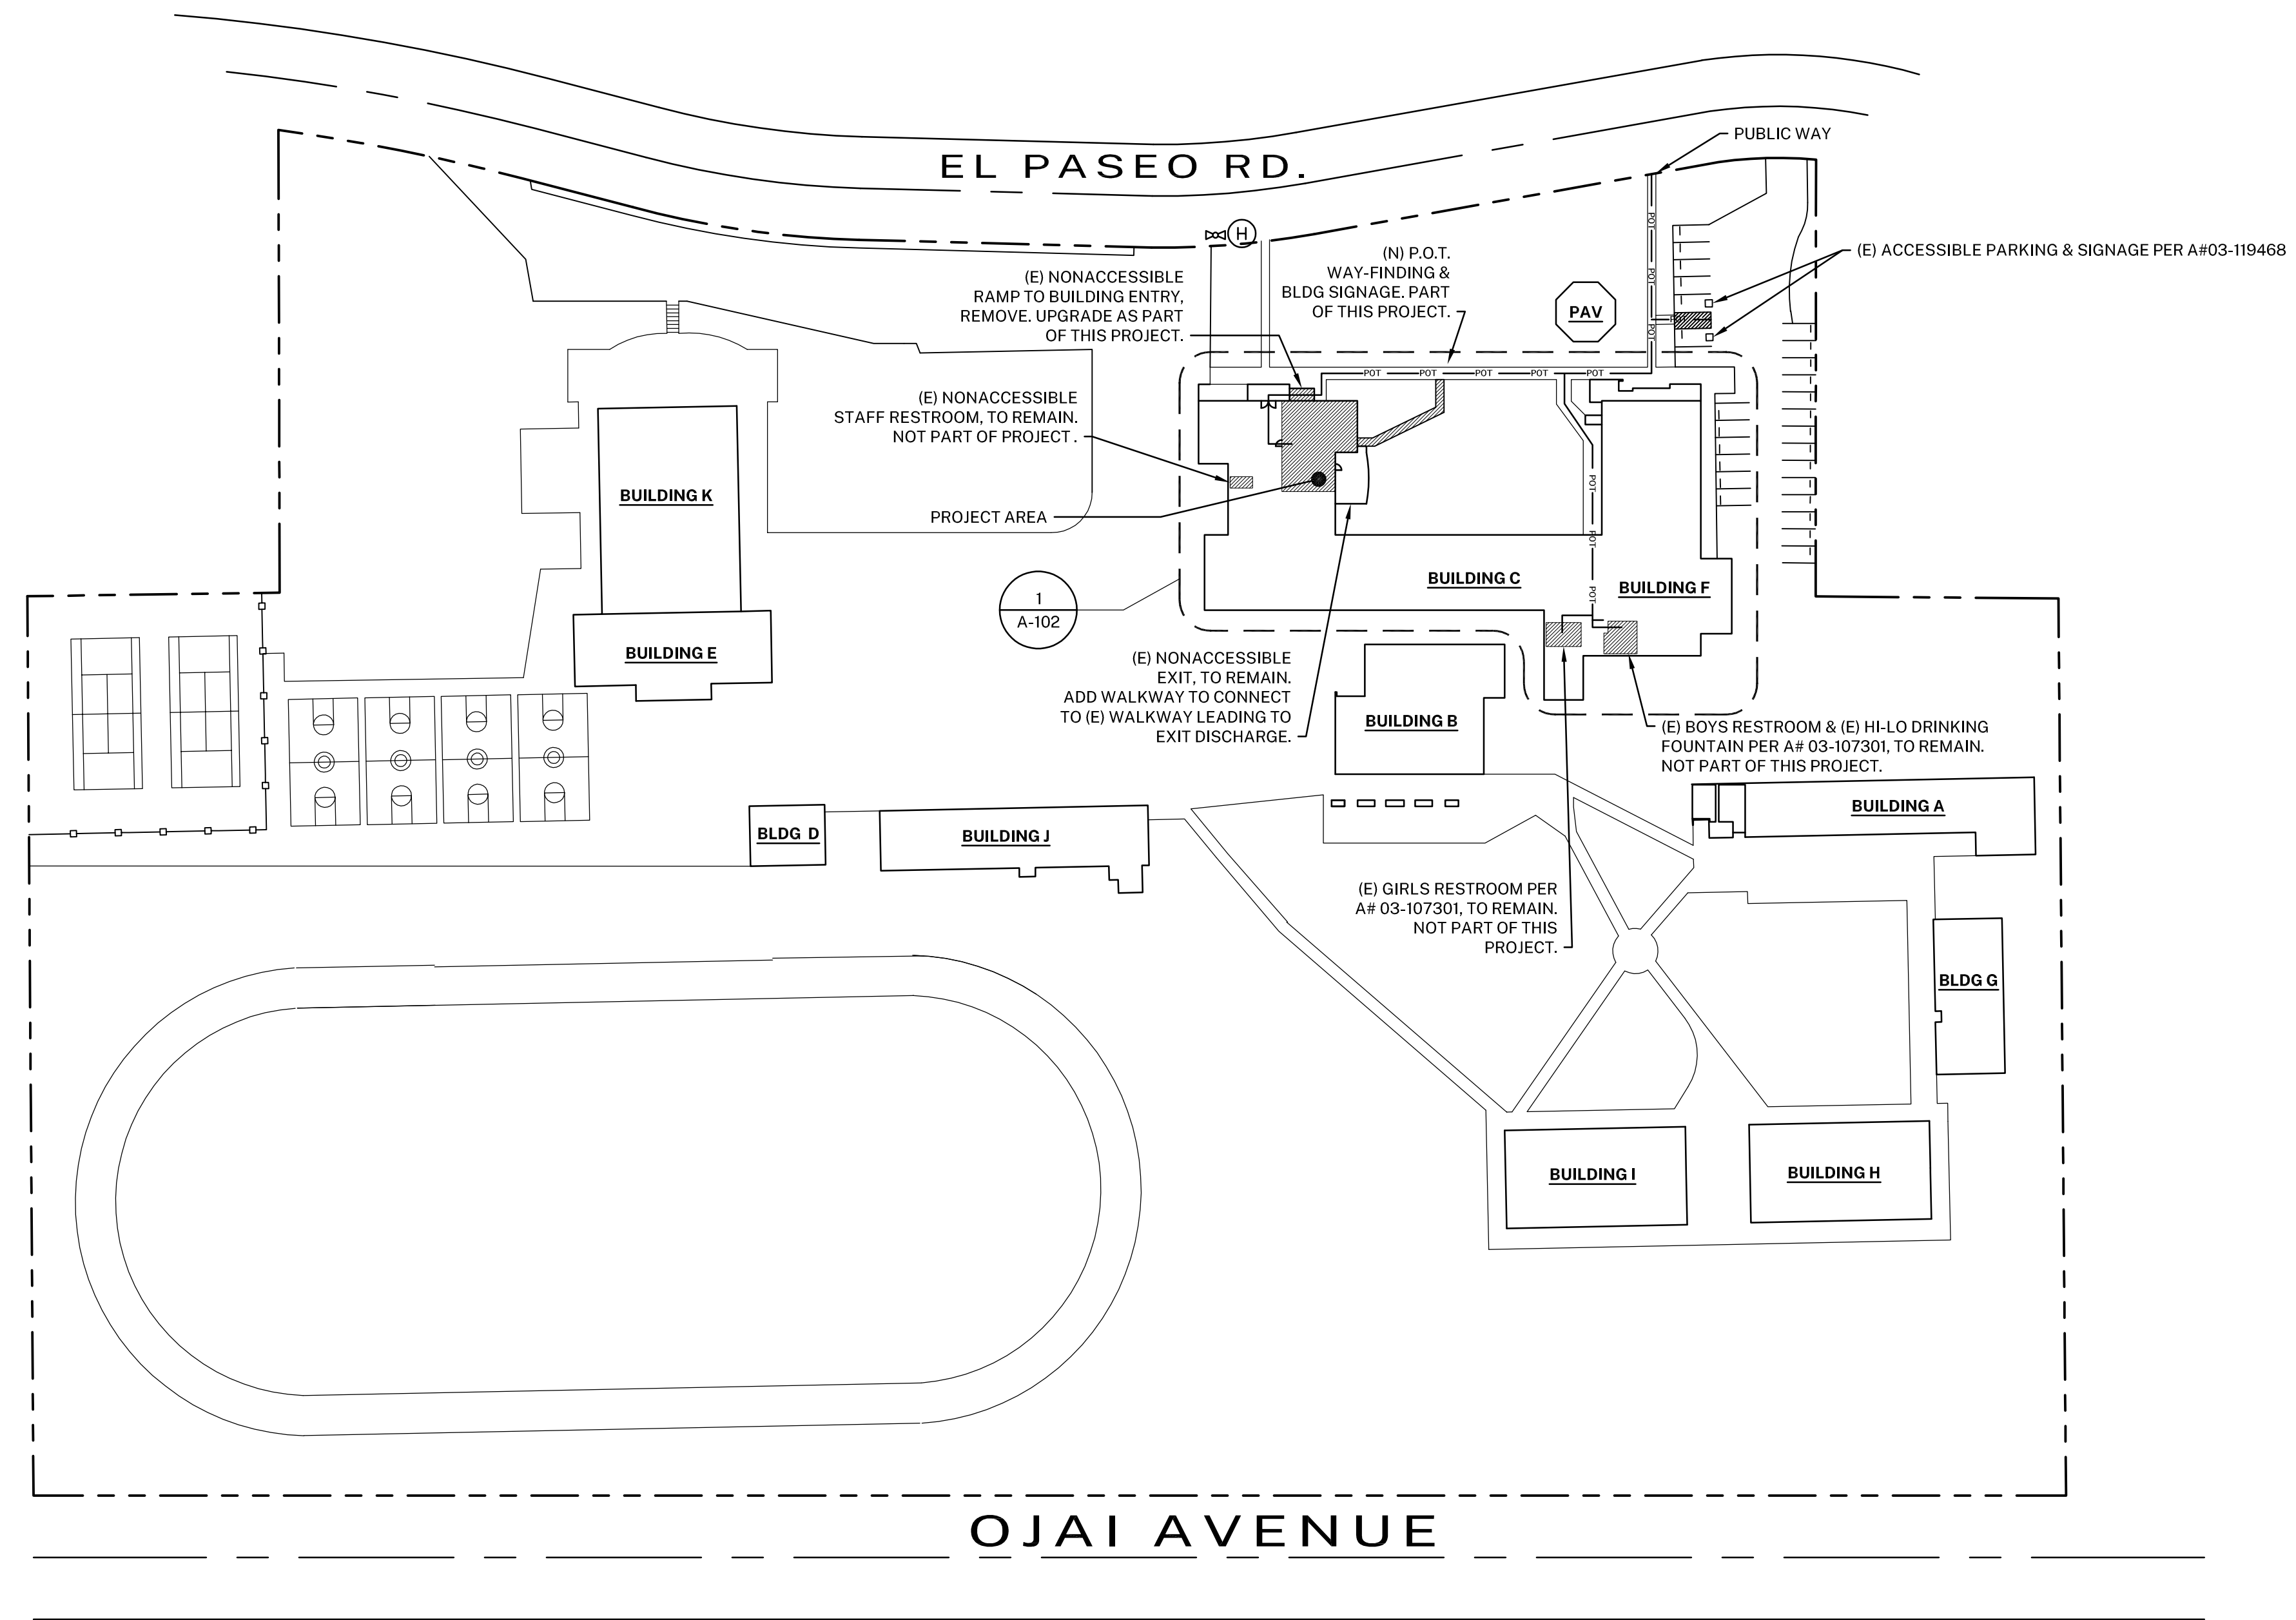 EL PASEO RD.
PUBLIC WAY
H
(E) ACCESSIBLE PARKING & SIGNAGE PER A#03-119468
(N) P.O.T.
WAY-FINDING &
BLDG SIGNAGE. PART
OF THIS PROJECT.
(E) NONACCESSIBLE
RAMP TO BUILDING ENTRY,
REMOVE. UPGRADE AS PART
OF THIS PROJECT.
PAV
POT
POT
POT
POT
POT
POT
POT
POT
(E) NONACCESSIBLE
STAFF RESTROOM, TO REMAIN.
NOT PART OF PROJECT .
BUILDING K
PROJECT AREA
POT
POT
POT
BUILDING C
BUILDING F
1
A-102
BUILDING E
(E) NONACCESSIBLE
EXIT, TO REMAIN.
ADD WALKWAY TO CONNECT
TO (E) WALKWAY LEADING TO
EXIT DISCHARGE.
BUILDING B
(E) BOYS RESTROOM & (E) HI-LO DRINKING
FOUNTAIN PER A# 03-107301, TO REMAIN.
NOT PART OF THIS PROJECT.
BUILDING A
BLDG D
BUILDING J
(E) GIRLS RESTROOM PER
A# 03-107301, TO REMAIN.
NOT PART OF THIS
PROJECT.
BLDG G
BUILDING I
BUILDING H
OJAI AVENUE